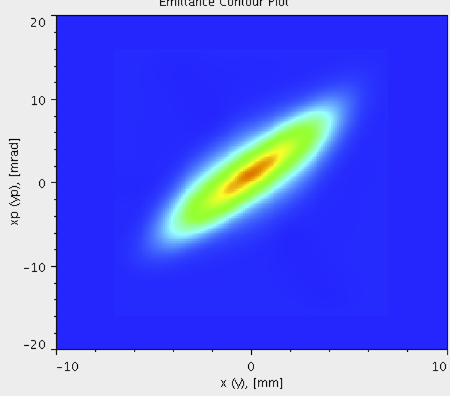 Emittance Contour Plot
20
10
0
−10
−20
xp (yp), [mrad]
−10 0 10
x (y), [mm]